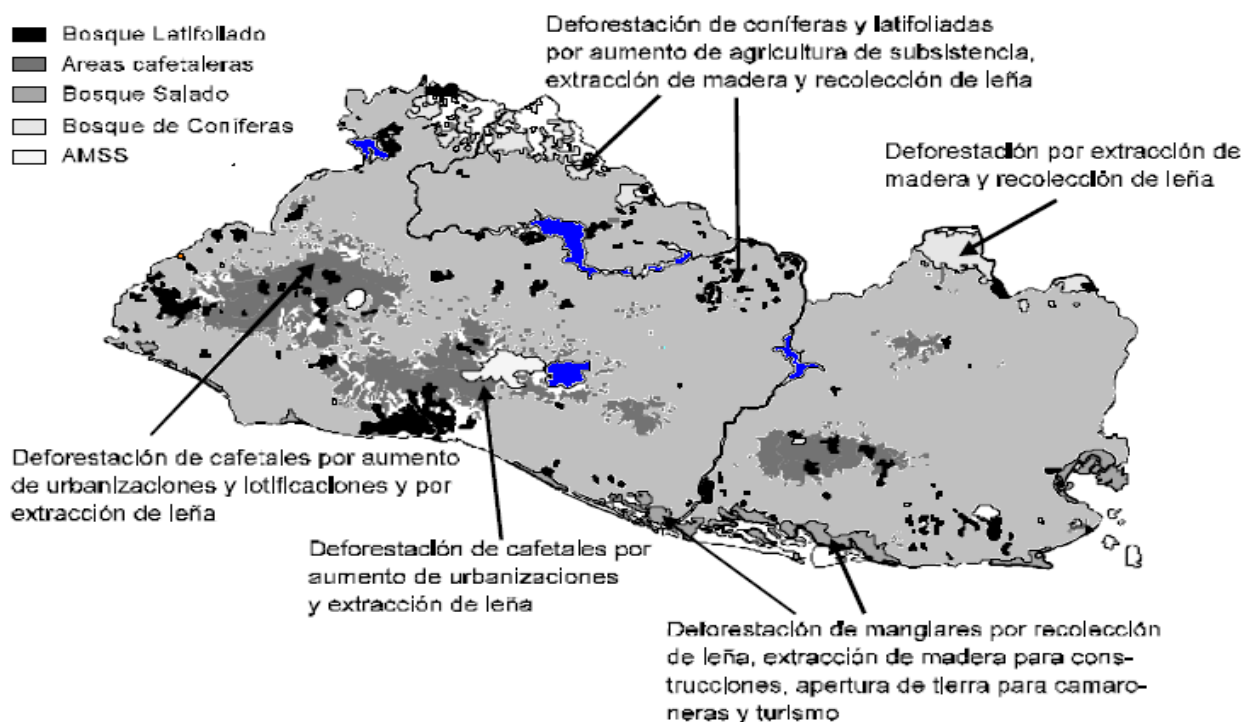 Bosque Latifollado
Areas cafetaleras
Bosque Salado
Bosque de Coníferas
AMSS
Deforestación de coníferas y latifoliadas
por aumento de agricultura de subsistencia,
extracción de madera y recolección de leña
Deforestación por extracción de
madera y recolección de leña
Deforestación de cafetales por aumento
de urbanizaciones y lotificaciones y por
extracción de leña
Deforestación de cafetales por
aumento de urbanizaciones
y extracción de leña
Deforestación de manglares por recolección
de leña, extracción de madera para cons-
trucciones, apertura de tierra para camaro-
neras y turismo